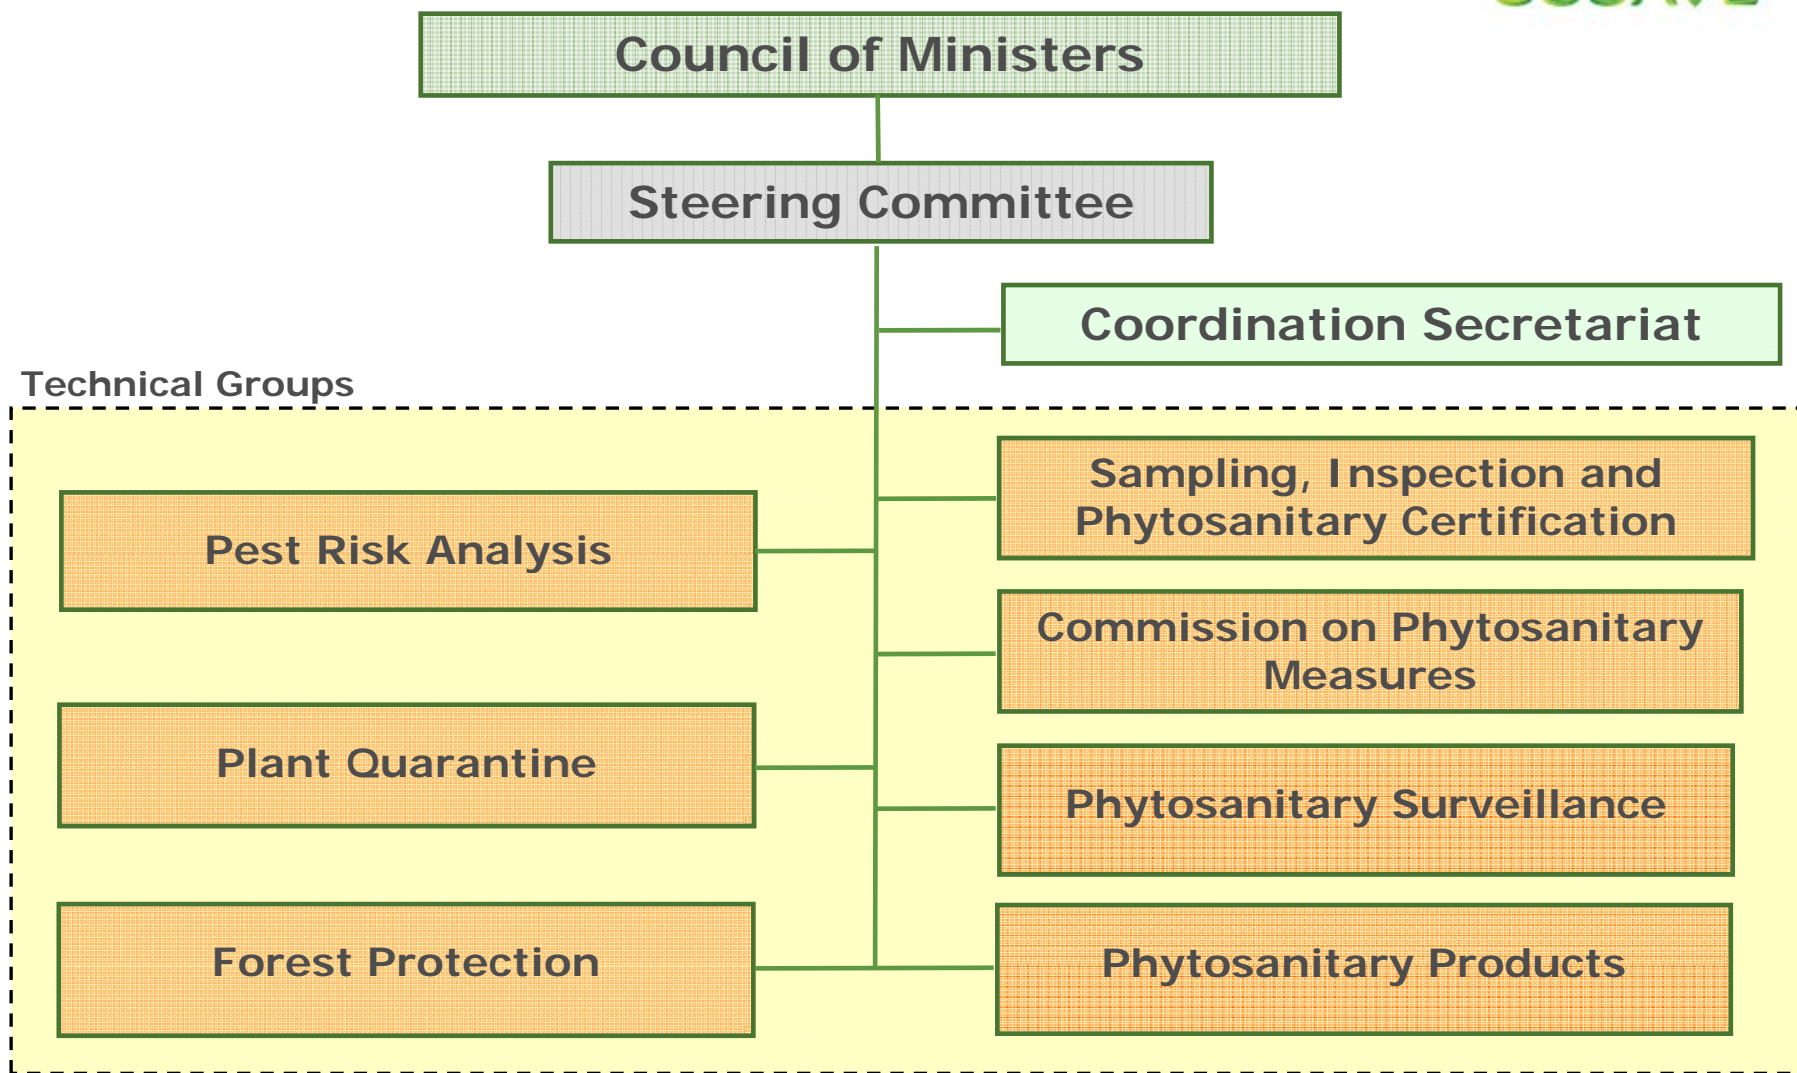 Council of Ministers
Steering Committee
Coordination Secretariat
Technical Groups
Sampling, Inspection and
Phytosanitary Certification
Pest Risk Analysis
Commission on Phytosanitary
Measures
Plant Quarantine
Phytosanitary Surveillance
Forest Protection
Phytosanitary Products